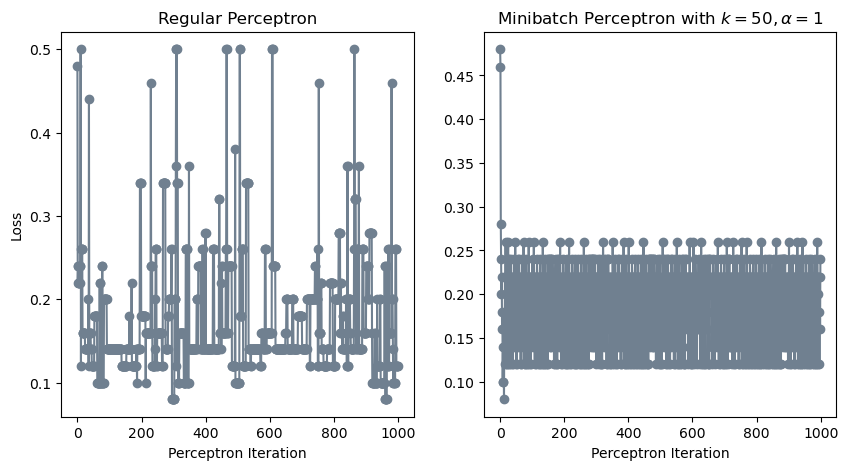 Regular Perceptron
0.5
0.4
0.3
0.2
0.1
Loss
0 200 400 600 800 1000
Perceptron Iteration
Minibatch Perceptron with k = 50, α = 1
0.45
0.40
0.35
0.30
0.25
0.20
0.15
0.10
0 200 400 600 800 1000
Perceptron Iteration